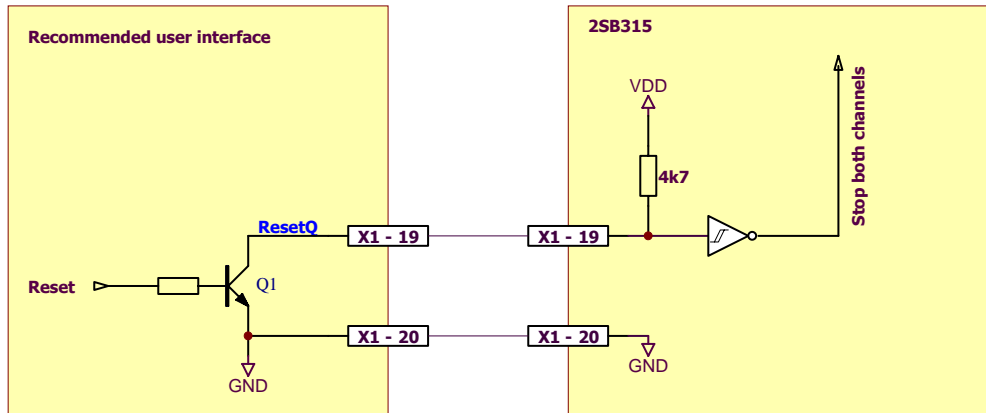 Recommended user interface
2SB315
VDD
4k7
Stop both channels
ResetQ
X1 - 19
X1 - 19
Reset
Q1
X1 - 20
X1 - 20
GND
GND